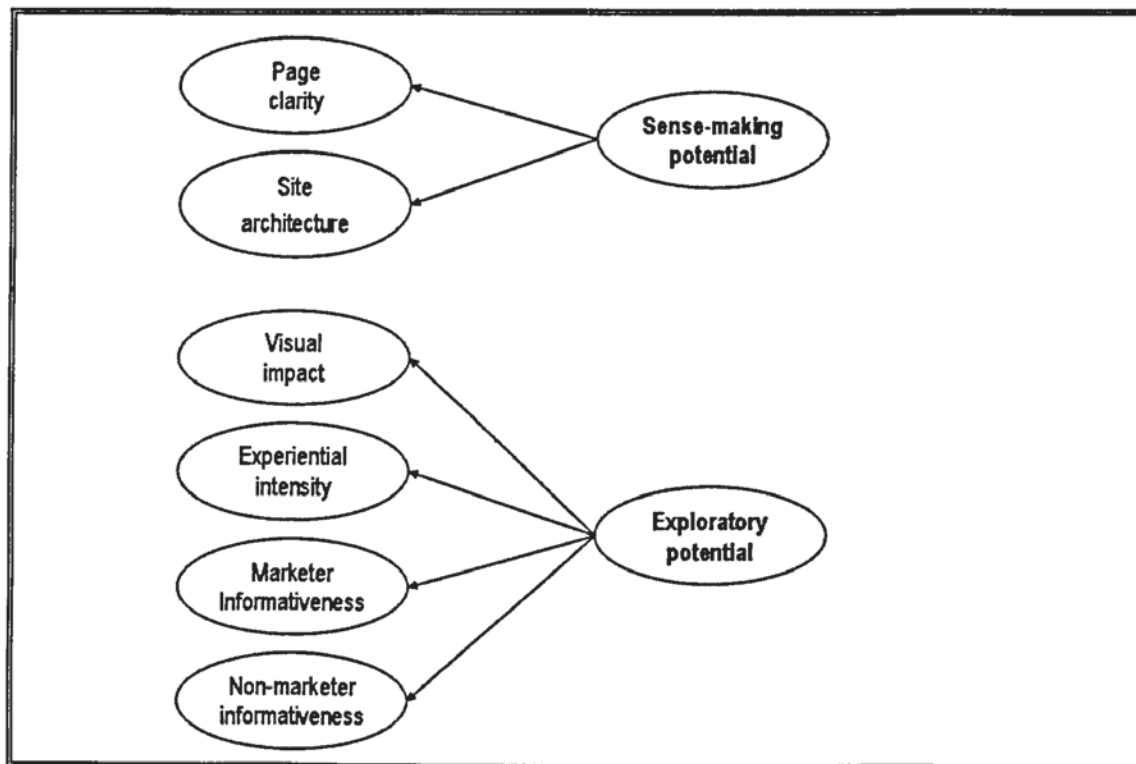 Page
clarity
Sense-making
potential
Site
architecture
Visual
impact
Experiential
intensity
Exploratory
potential
Marketer
Informativeness
Non-marketer
informativeness